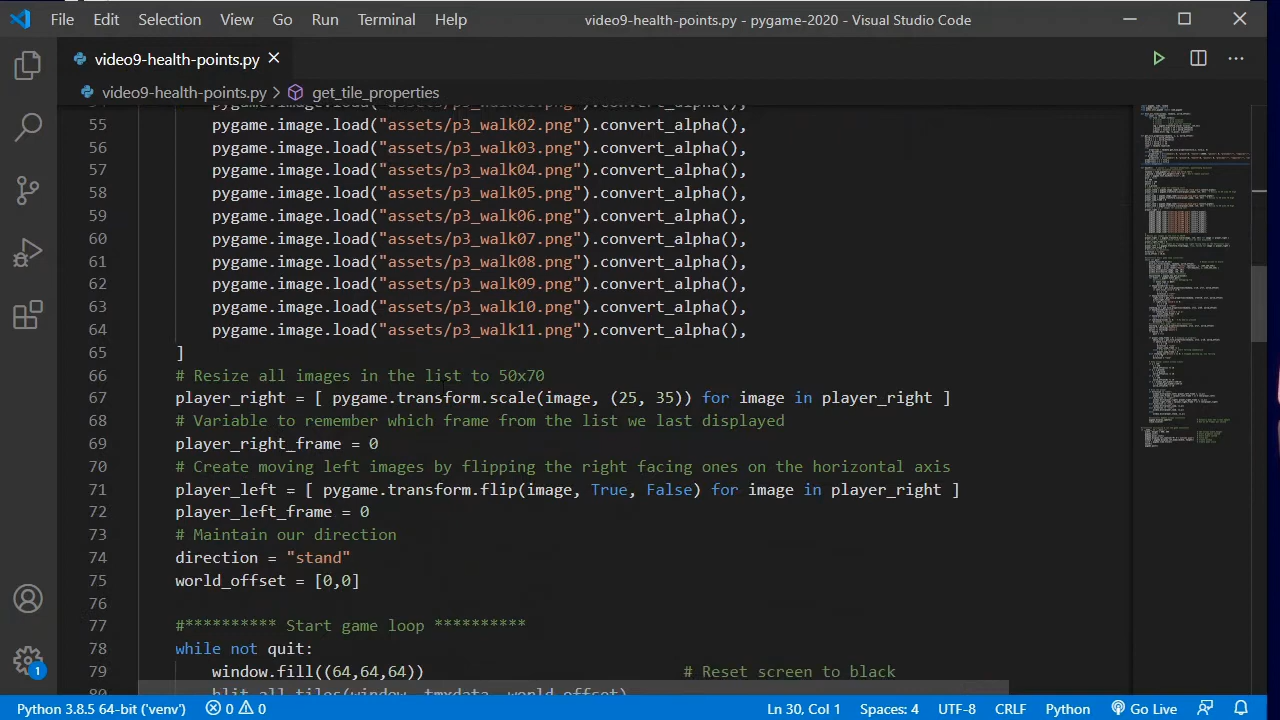 File Edit Selection View Go Run Terminal Help video9-health-points.py - pygame-2020 - Visual Studio Code
video9-health-points.py
video9-health-points.py > get_tile_properties
55 pygame.image.load("assets/p3_walk02.png").convert_alpha(),
56 pygame.image.load("assets/p3_walk03.png").convert_alpha(),
57 pygame.image.load("assets/p3_walk04.png").convert_alpha(),
58 pygame.image.load("assets/p3_walk05.png").convert_alpha(),
59 pygame.image.load("assets/p3_walk06.png").convert_alpha(),
60 pygame.image.load("assets/p3_walk07.png").convert_alpha(),
61 pygame.image.load("assets/p3_walk08.png").convert_alpha(),
62 pygame.image.load("assets/p3_walk09.png").convert_alpha(),
63 pygame.image.load("assets/p3_walk10.png").convert_alpha(),
64 pygame.image.load("assets/p3_walk11.png").convert_alpha(),
65 ]
66 # Resize all images in the list to 50x70
67 player_right = [ pygame.transform.scale(image, (25, 35)) for image in player_right ]
68 # Variable to remember which frame from the list we last displayed
69 player_right_frame = 0
70 # Create moving left images by flipping the right facing ones on the horizontal axis
71 player_left = [ pygame.transform.flip(image, True, False) for image in player_right ]
72 player_left_frame = 0
73 # Maintain our direction
74 direction = "stand"
75 world_offset = [0,0]
76
77 #********** Start game loop **********
78 while not quit:
79 window.fill((64,64,64)) # Reset screen to black
80 blit_all_tiles(window, tmxdata, world_offset)
1
Python 3.8.5 64-bit ('venv') 0 0 Ln 30, Col 1 Spaces: 4 UTF-8 CRLF Python Go Live